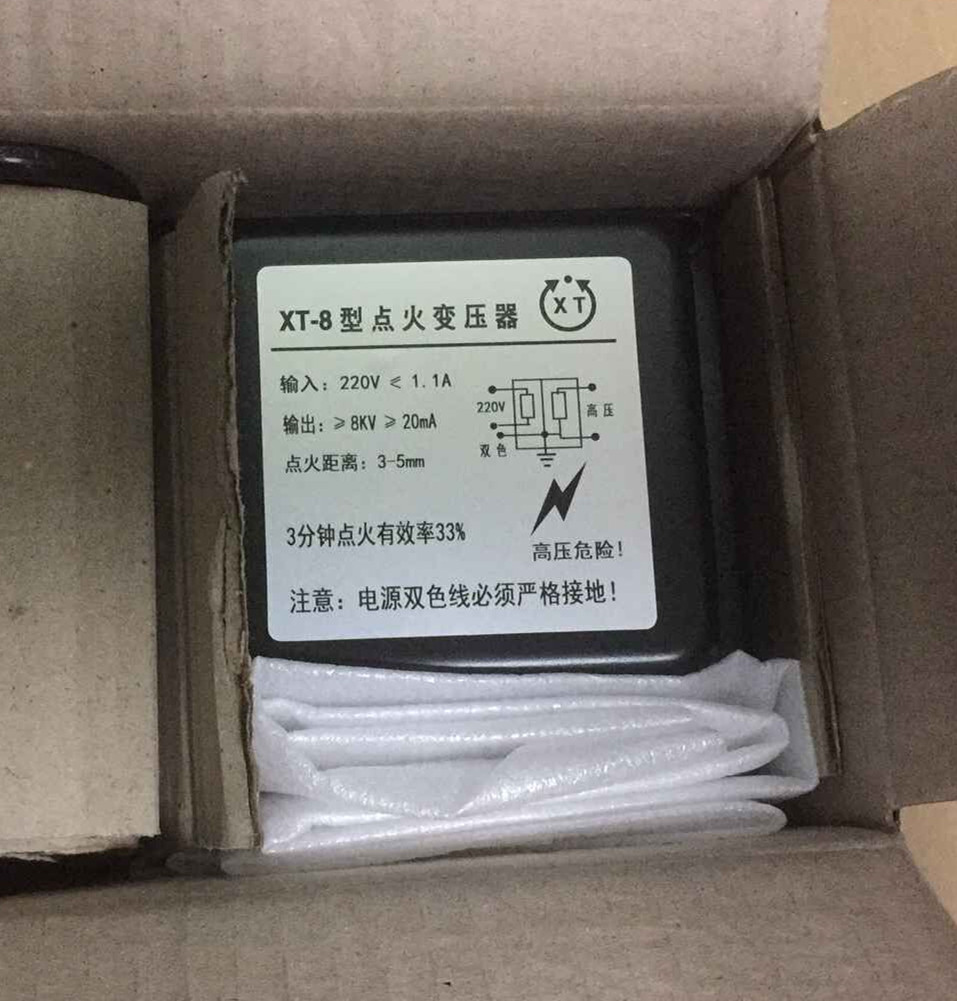 XT-8型点火变压器
XT
输入：220V ≤ 1.1A
输出：≥8KV ≥20mA
点火距离：3-5mm
220V
高压
双色
3分钟点火有效率33%
高压危险！
注意：电源双色线必须严格接地！